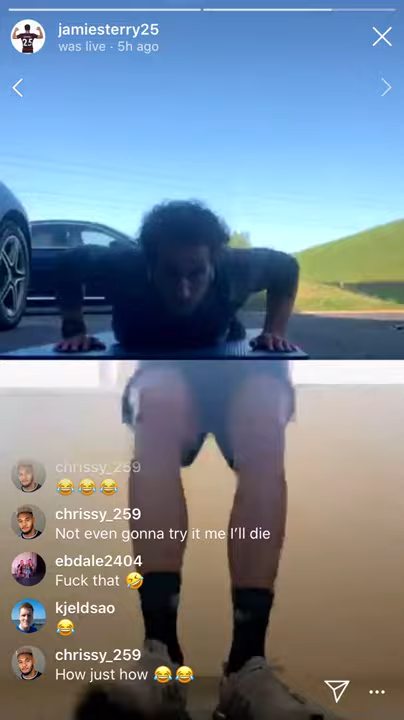 jamiesterry25
was live · 5h ago
25
chrissy_259
😂😂😂
chrissy_259
Not even gonna try it me I'll die
ebdale2404
Fuck that 🤣
kjeldsao
😂
chrissy_259
How just how 😂😂